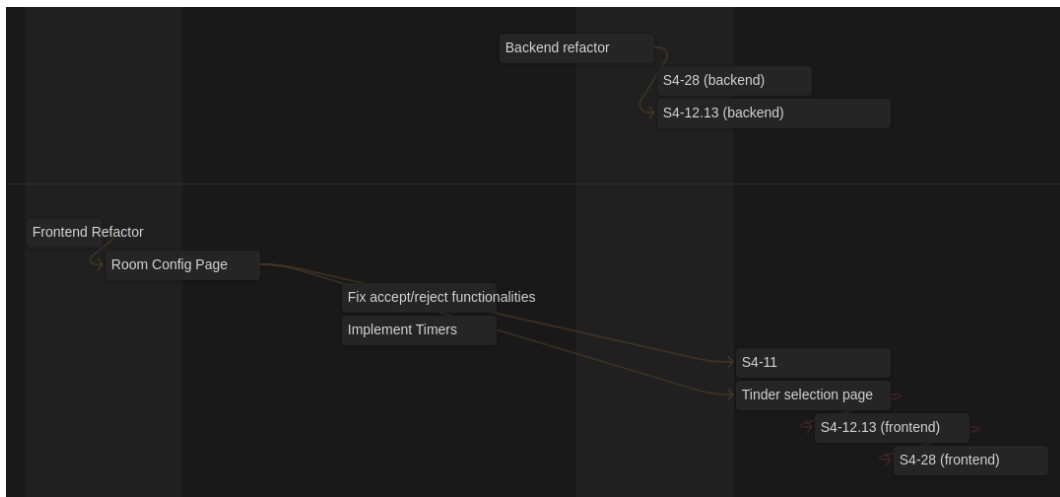 Backend refactor
S4-28 (backend)
S4-12.13 (backend)
Frontend Refactor
Room Config Page
Fix accept/reject functionalities
Implement Timers
S4-11
Tinder selection page
S4-12.13 (frontend)
S4-28 (frontend)